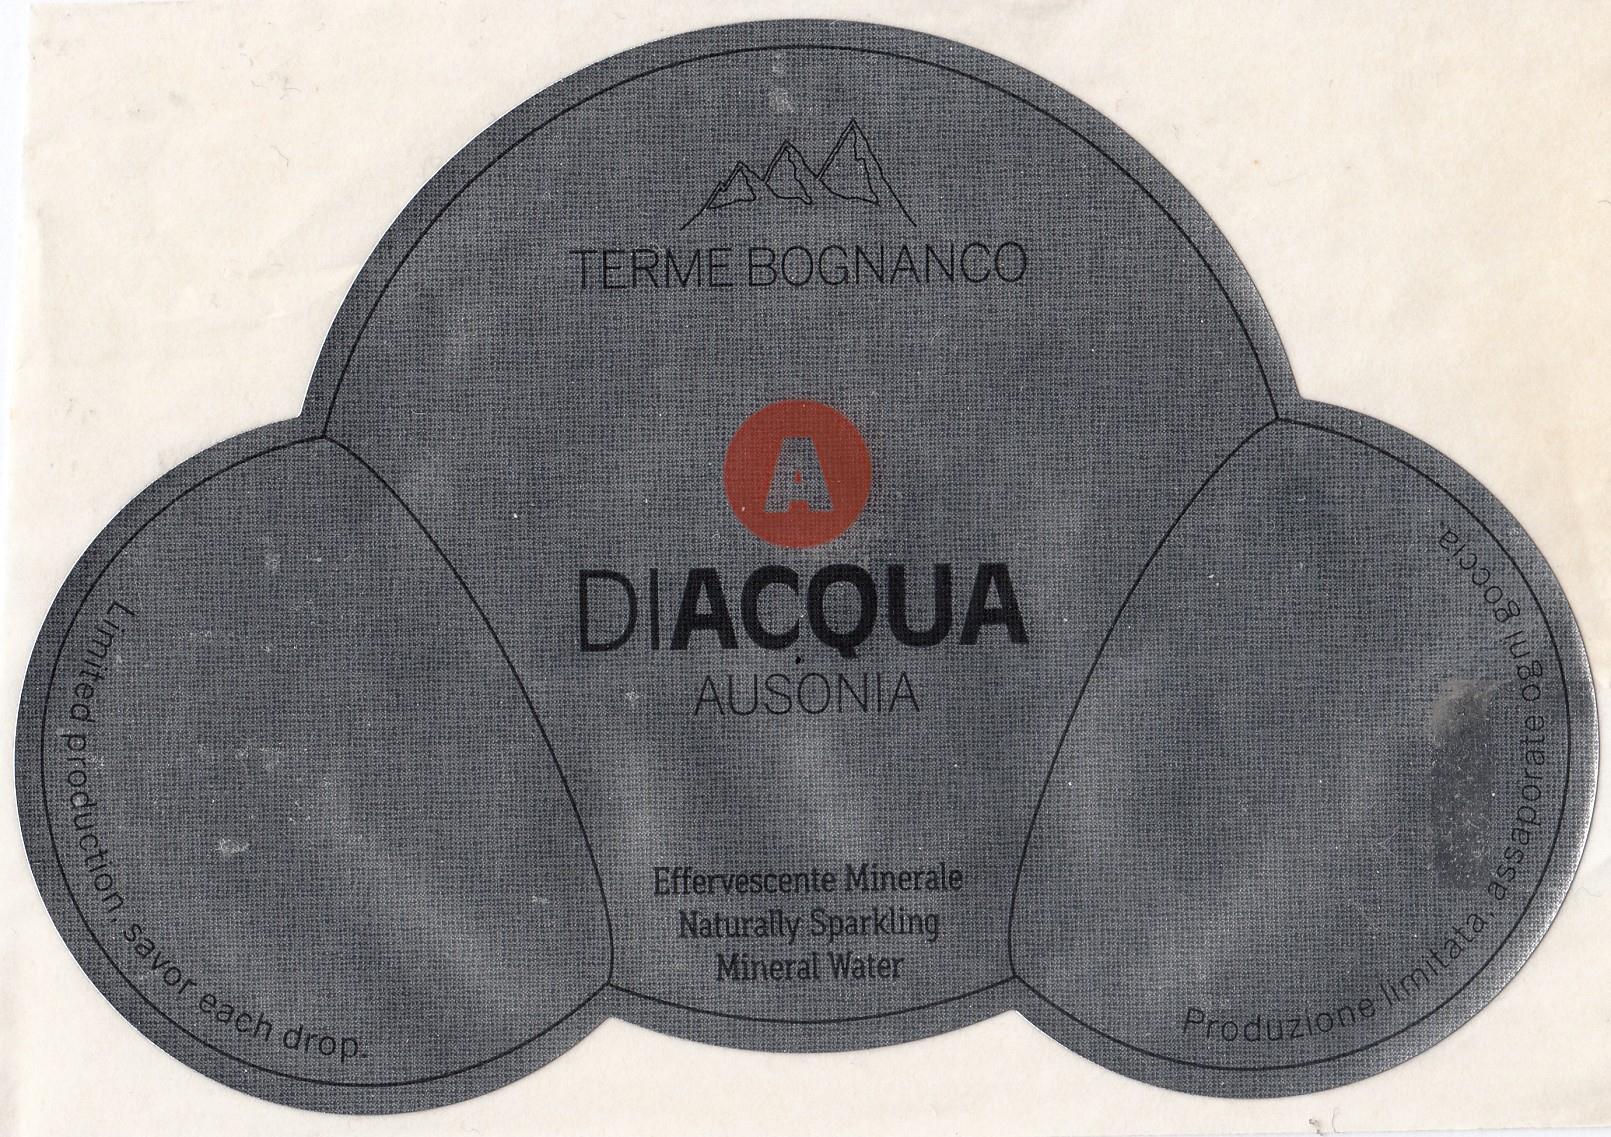 TERME BOGNANCO
A
DIACQUA
AUSONIA
Effervescente Minerale
Naturally Sparkling
Mineral Water
Limited production, savor each drop.
Produzione limitata, assaporate ogni goccia.